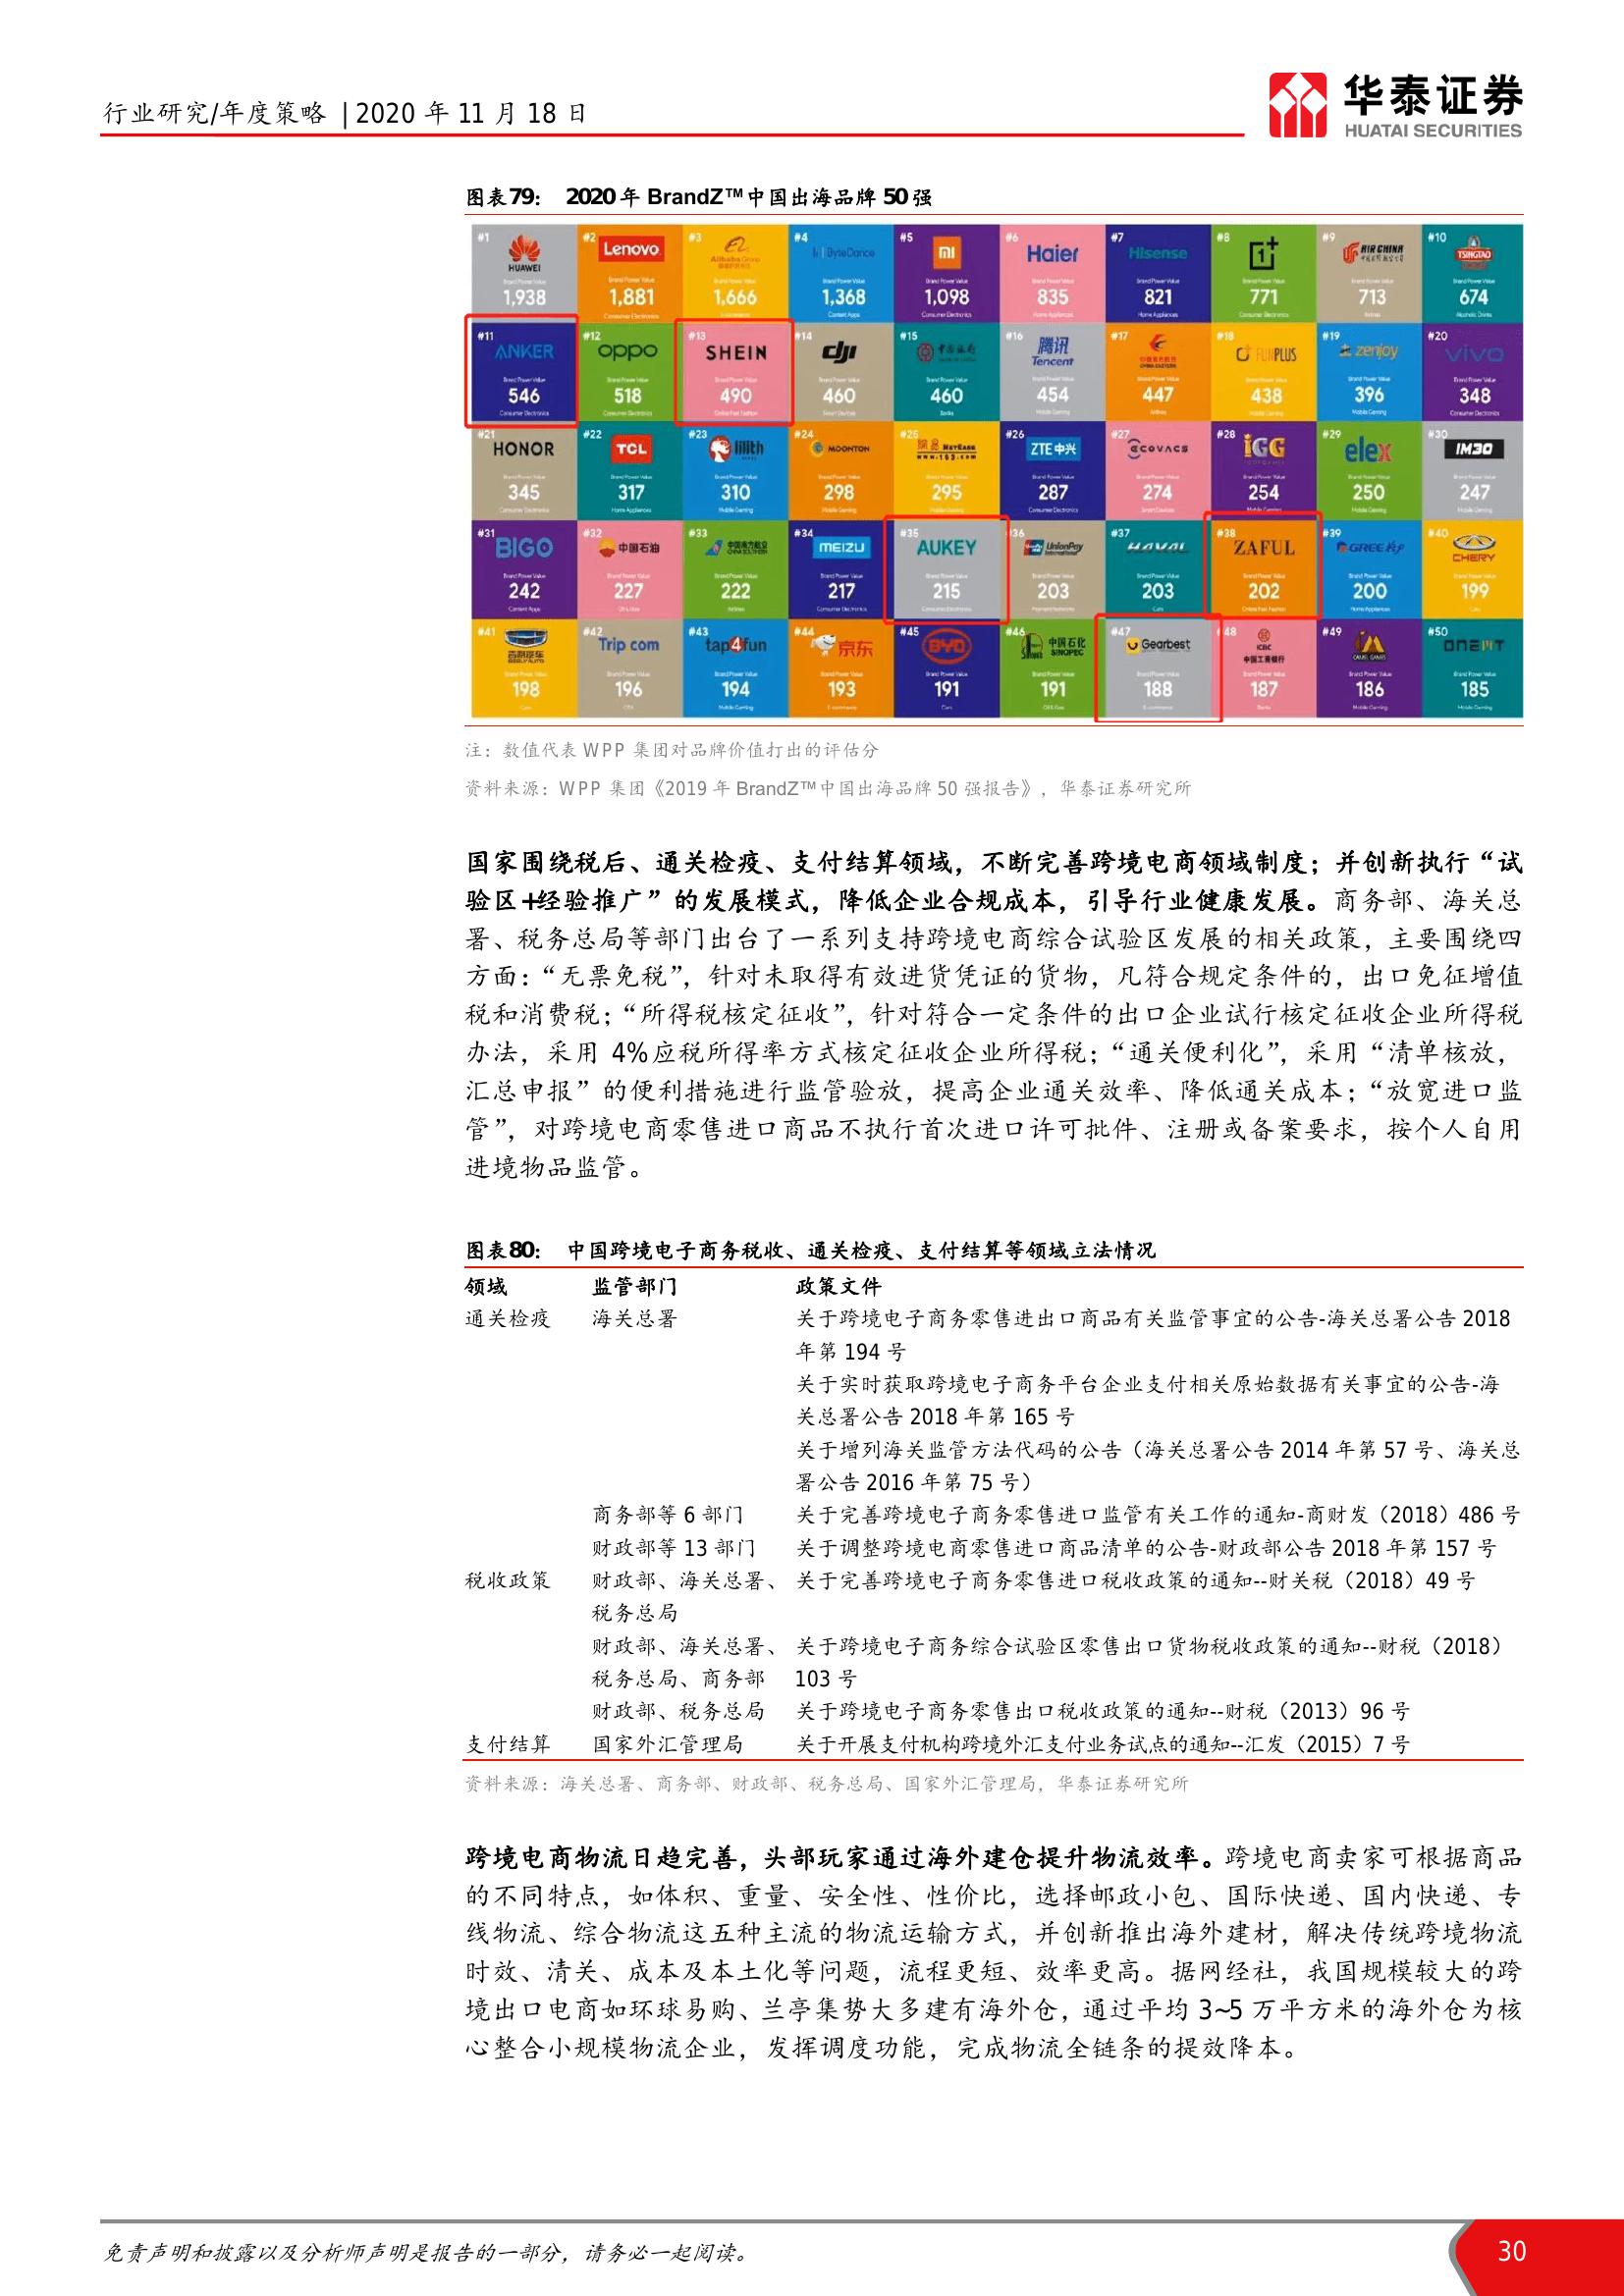 行业研究/年度策略 | 2020 年 11 月 18 日
华泰证券
HUATAI SECURITIES
图表79： 2020 年 BrandZ™中国出海品牌 50 强
#1 #2 #3 #4 #5 #6 #7 #8 #9 #10
HUAWEI Lenovo Alibaba Group ByteDance MI Haier Hisense 1+ AIR CHINA TSINGTAO
1,938 1,881 1,666 1,368 1,098 835 821 771 713 674
#11 #12 #13 #14 #15 #16 #17 #18 #19 #20
ANKER oppo SHEIN dji 中国银行 腾讯 Tencent CHINA EASTERN FUNPLUS zenjoy vivo
546 518 490 460 460 454 447 438 396 348
#21 #22 #23 #24 #25 #26 #27 #28 #29 #30
HONOR TCL lilith MOONTON NETEASE www.163.com ZTE中兴 ecovacs IGG elex IM30
345 317 310 298 295 287 274 254 250 247
#31 #32 #33 #34 #35 #36 #37 #38 #39 #40
BIGO 中国石油 中国南方航空 CHINA SOUTHERN MEIZU AUKEY UnionPay HAVAL ZAFUL GREE CHERY
242 227 222 217 215 203 203 202 200 199
#41 #42 #43 #44 #45 #46 #47 #48 #49 #50
吉利汽车 Trip com tap4fun 京东 BYD 中国石化 SINOPEC Gearbest ICBC 中国工商银行 ONEMT
198 196 194 193 191 191 188 187 186 185
注：数值代表 WPP 集团对品牌价值打出的评估分
资料来源：WPP 集团《2019 年 BrandZ™中国出海品牌 50 强报告》，华泰证券研究所
国家围绕税后、通关检疫、支付结算领域，不断完善跨境电商领域制度；并创新执行“试
验区+经验推广”的发展模式，降低企业合规成本，引导行业健康发展。商务部、海关总
署、税务总局等部门出台了一系列支持跨境电商综合试验区发展的相关政策，主要围绕四
方面：“无票免税”，针对未取得有效进货凭证的货物，凡符合规定条件的，出口免征增值
税和消费税；“所得税核定征收”，针对符合一定条件的出口企业试行核定征收企业所得税
办法，采用 4%应税所得率方式核定征收企业所得税；“通关便利化”，采用“清单核放，
汇总申报”的便利措施进行监管验放，提高企业通关效率、降低通关成本；“放宽进口监
管”，对跨境电商零售进口商品不执行首次进口许可批件、注册或备案要求，按个人自用
进境物品监管。
图表80： 中国跨境电子商务税收、通关检疫、支付结算等领域立法情况
领域 监管部门 政策文件
通关检疫 海关总署 关于跨境电子商务零售进出口商品有关监管事宜的公告-海关总署公告 2018
年第 194 号
关于实时获取跨境电子商务平台企业支付相关原始数据有关事宜的公告-海
关总署公告 2018 年第 165 号
关于增列海关监管方法代码的公告（海关总署公告 2014 年第 57 号、海关总
署公告 2016 年第 75 号）
商务部等 6 部门 关于完善跨境电子商务零售进口监管有关工作的通知-商财发（2018）486 号
财政部等 13 部门 关于调整跨境电商零售进口商品清单的公告-财政部公告 2018 年第 157 号
税收政策 财政部、海关总署、 关于完善跨境电子商务零售进口税收政策的通知--财关税（2018）49 号
税务总局
财政部、海关总署、 关于跨境电子商务综合试验区零售出口货物税收政策的通知--财税（2018）
税务总局、商务部 103 号
财政部、税务总局 关于跨境电子商务零售出口税收政策的通知--财税（2013）96 号
支付结算 国家外汇管理局 关于开展支付机构跨境外汇支付业务试点的通知--汇发（2015）7 号
资料来源：海关总署、商务部、财政部、税务总局、国家外汇管理局，华泰证券研究所
跨境电商物流日趋完善，头部玩家通过海外建仓提升物流效率。跨境电商卖家可根据商品
的不同特点，如体积、重量、安全性、性价比，选择邮政小包、国际快递、国内快递、专
线物流、综合物流这五种主流的物流运输方式，并创新推出海外建材，解决传统跨境物流
时效、清关、成本及本土化等问题，流程更短、效率更高。据网经社，我国规模较大的跨
境出口电商如环球易购、兰亭集势大多建有海外仓，通过平均 3~5 万平方米的海外仓为核
心整合小规模物流企业，发挥调度功能，完成物流全链条的提效降本。
免责声明和披露以及分析师声明是报告的一部分，请务必一起阅读。
30